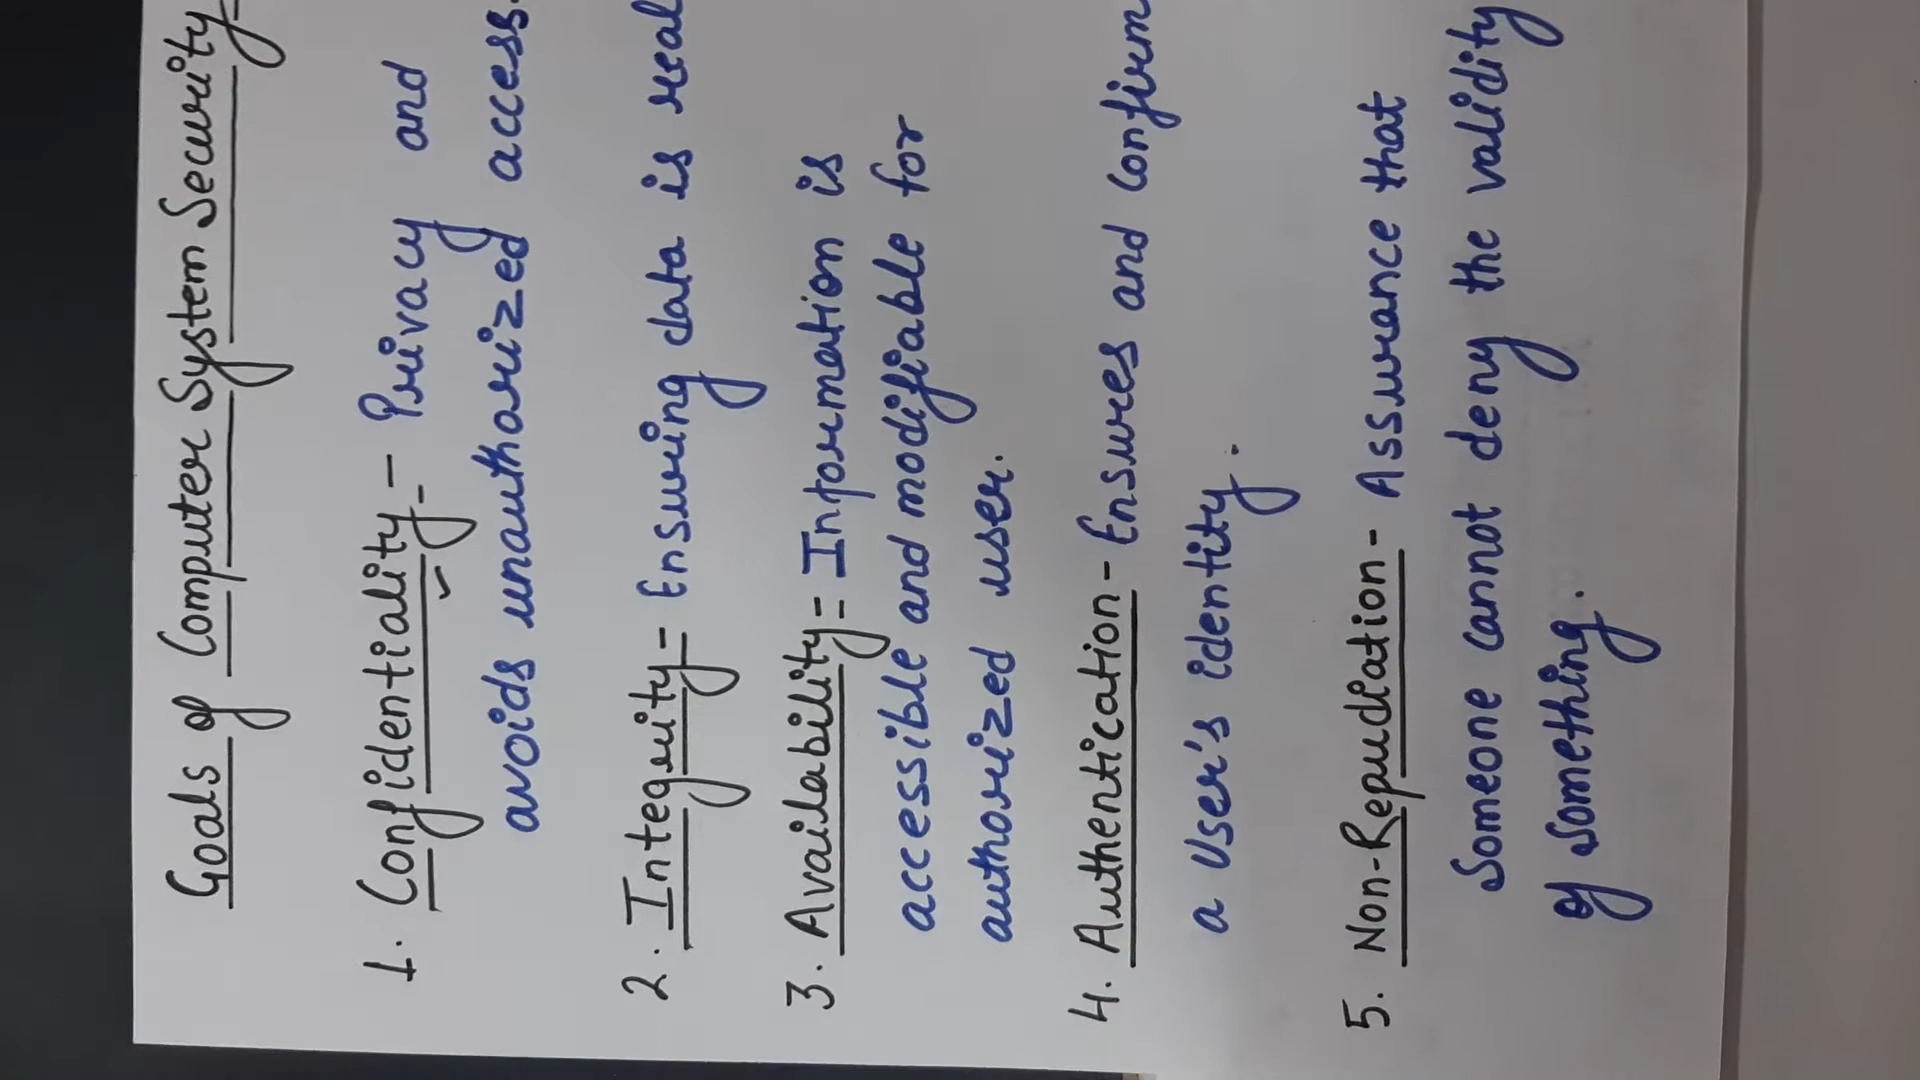 Goals of Computer System Security-
1. Confidentiality- - Privacy and
avoids unauthorized access.
2. Integrity= Ensuring data is real
3. Availability= Information is
accessible and modifiable for
authorized user.
4. Authentication- Ensures and Confirm
a User's identity.
5. Non-Repudiation- Assurance that
Someone cannot deny the validity
of something.